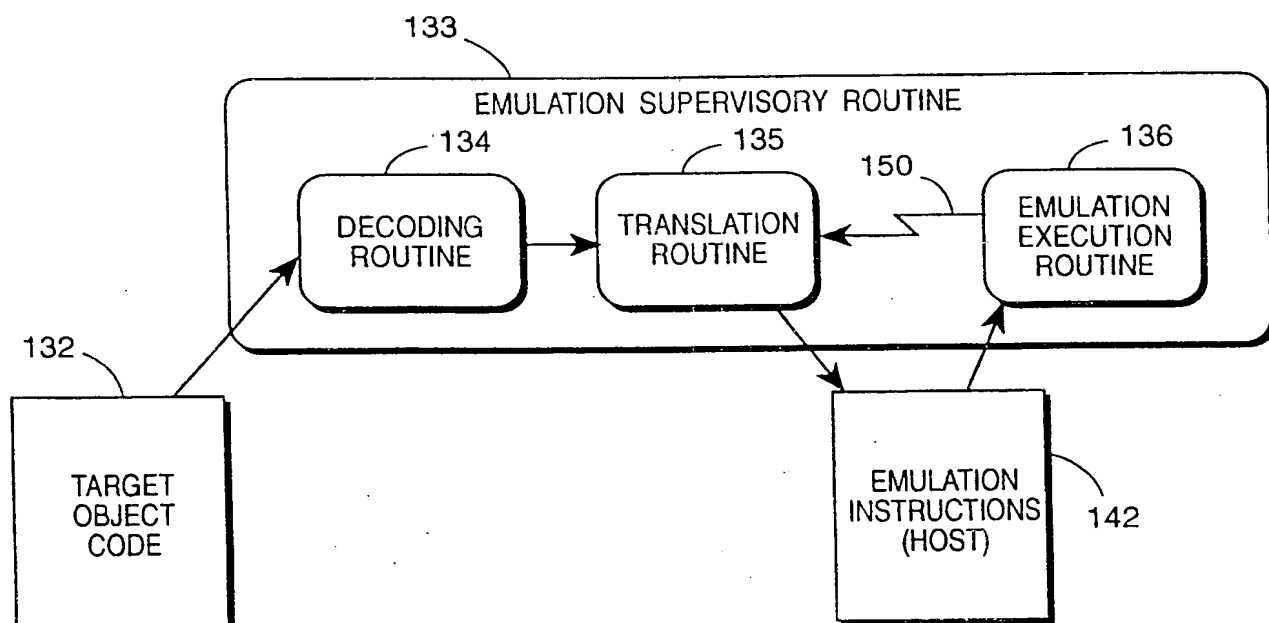 133
EMULATION SUPERVISORY ROUTINE
134
135
150
136
DECODING
ROUTINE
TRANSLATION
ROUTINE
EMULATION
EXECUTION
ROUTINE
132
TARGET
OBJECT
CODE
EMULATION
INSTRUCTIONS
(HOST)
142